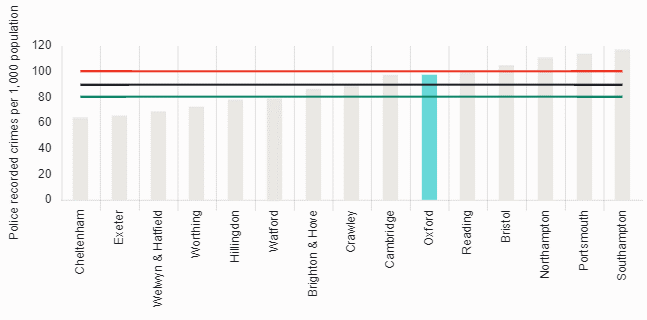 Police recorded crimes per 1,000 population
120
100
80
60
40
20
0
Cheltenham
Exeter
Welwyn & Hatfield
Worthing
Hillingdon
Watford
Brighton & Hove
Crawley
Cambridge
Oxford
Reading
Bristol
Northampton
Portsmouth
Southampton